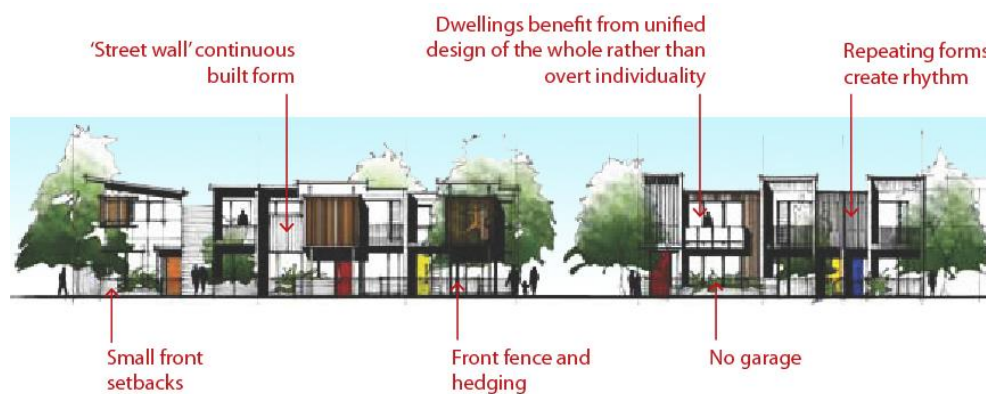 ‘Street wall’ continuous
built form
Dwellings benefit from unified
design of the whole rather than
overt individuality
Repeating forms
create rhythm
Small front
setbacks
Front fence and
hedging
No garage